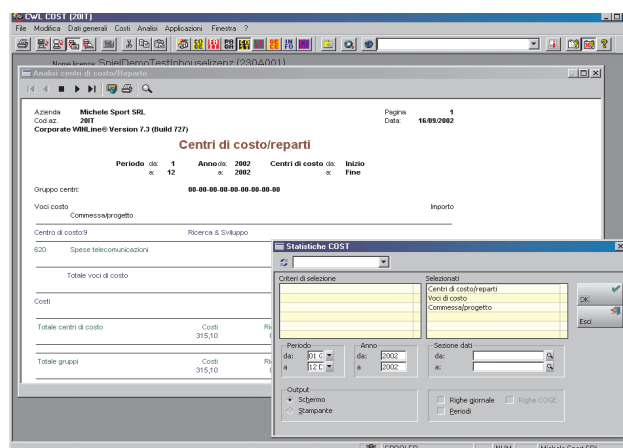 CWL COST (20IT)
File Modifica Dati generali Costi Analisi Applicazioni Finestra ?
Nome licenza: SpielDemoTestInhouselizenz (230A001)
Analisi centri di costo/Reparto
Azienda Michele Sport SRL Pagina 1
Cod.az. 20IT Data: 16/09/2002
Corporate WINLine® Version 7.3 (Build 727)
Centri di costo/reparti
Periodo da: 1 Anno da: 2002 Centri di costo da: Inizio
a: 12 a: 2002 a: Fine
Gruppo centri: 00-00-00-00-00-00-00-00-00
Voci costo Importo
Commessa/progetto
Centro di costo:9 Ricerca & Sviluppo
620 Spese telecomunicazioni
Totale voci di costo
Costi
Totale centri di costo Costi
315,10
Totale gruppi Costi
315,10
Statistiche COST
Criteri di selezione Selezionati
Centri di costo/reparti
Voci di costo
Commessa/progetto
OK
Esci
Periodo Anno Sezione dati
da: 01 G da: 2002 da:
a 12 D a 2002 a:
Output
Schermo
Stampante
Righe giornale Righe COGE
Periodi
SPOOLER NUM Michele Sport SRL